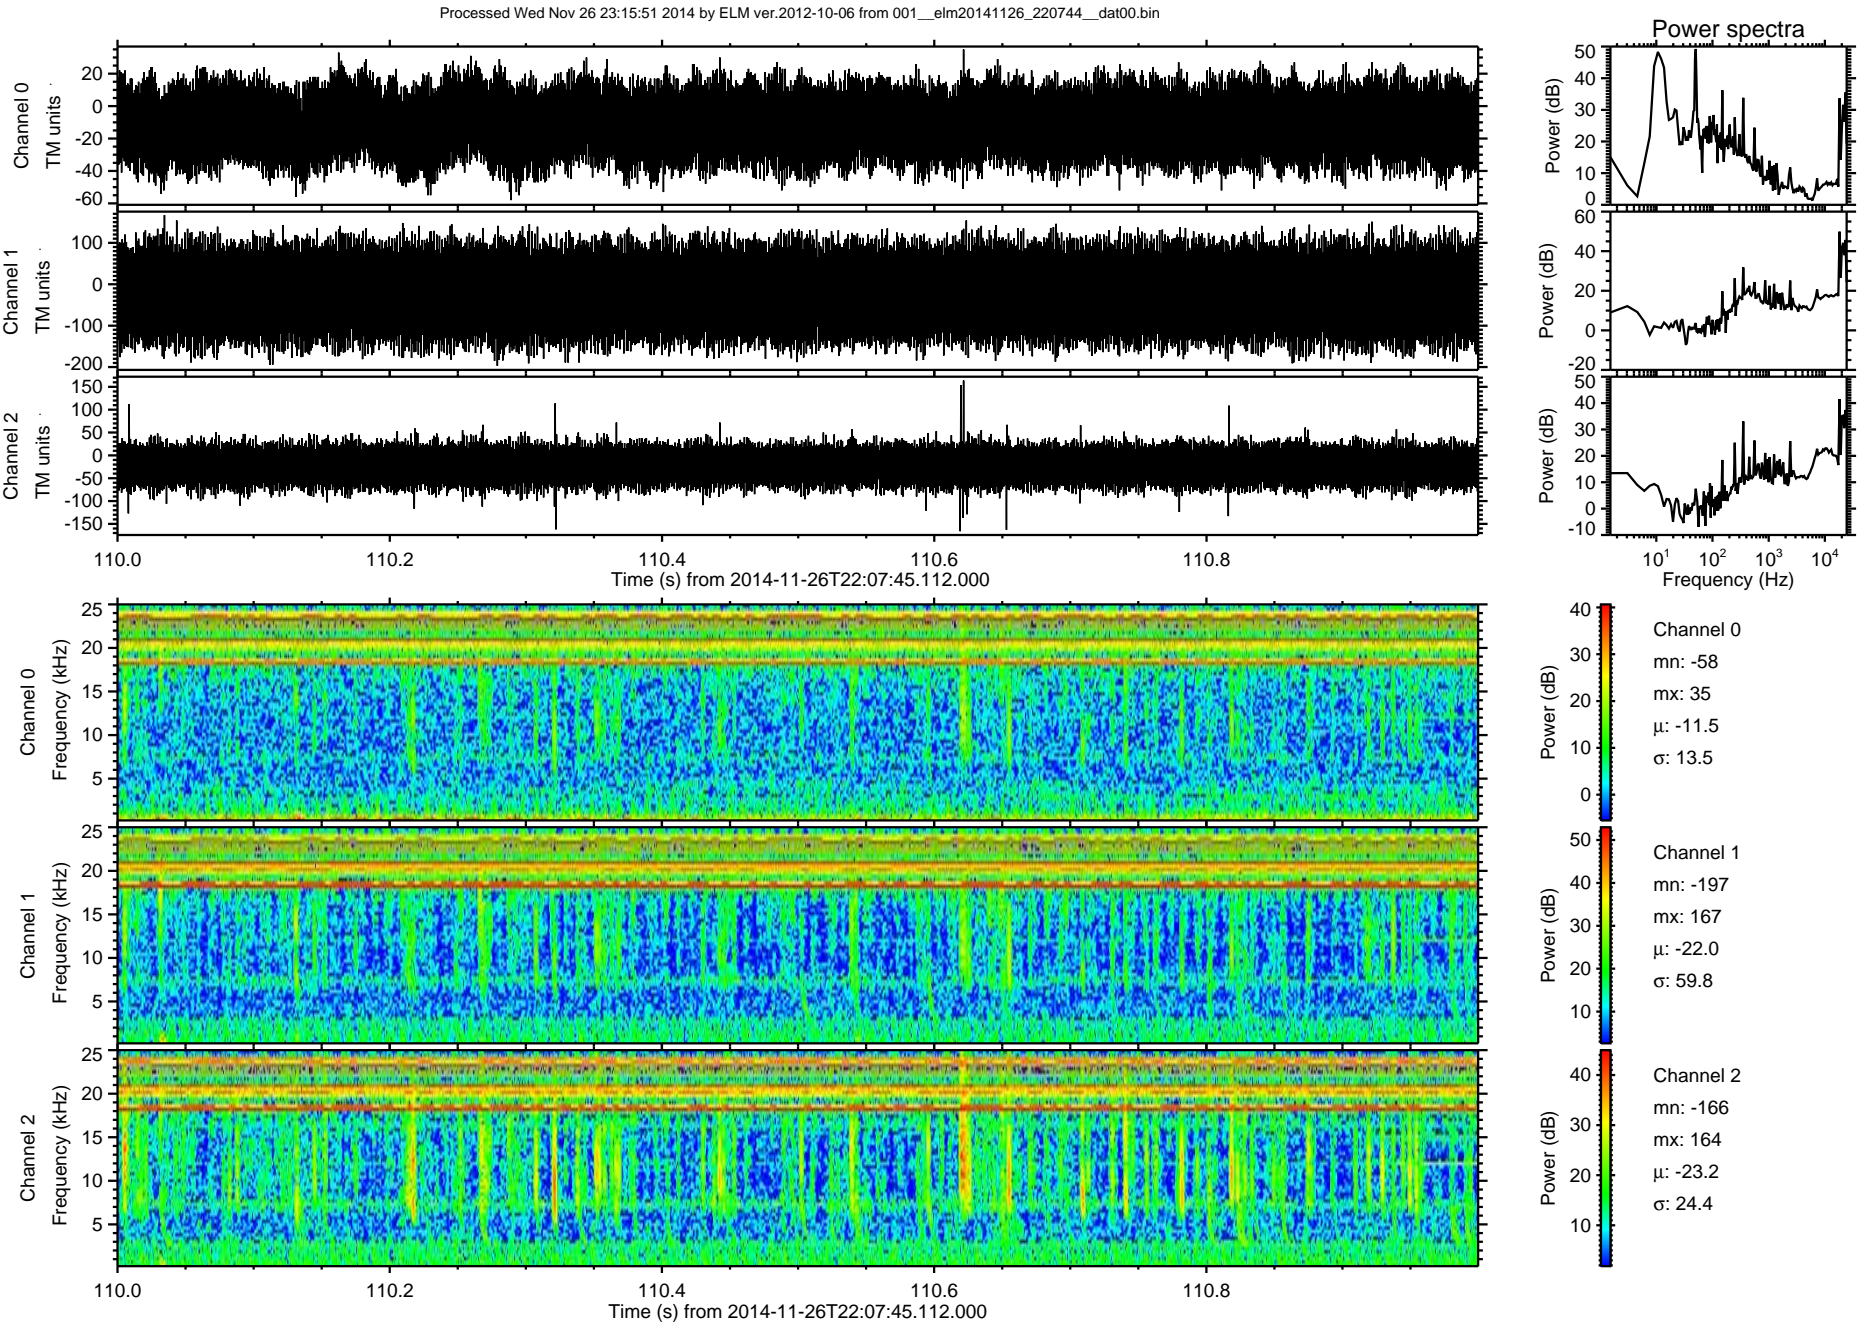 Processed Wed Nov 26 23:15:51 2014 by ELM ver.2012-10-06 from 001__elm20141126_220744__dat00.bin
Power spectra
Channel 0
TM units
20
0
-20
-40
-60
Power (dB)
50
40
30
20
10
0
Channel 1
TM units
100
0
-100
-200
Power (dB)
60
40
20
0
-20
Channel 2
TM units
150
100
50
0
-50
-100
-150
Power (dB)
50
40
30
20
10
0
-10
110.0 110.2 110.4 110.6 110.8
Time (s) from 2014-11-26T22:07:45.112.000
10¹ 10² 10³ 10⁴
Frequency (Hz)
Channel 0
Frequency (kHz)
25
20
15
10
5
Power (dB)
40
30
20
10
0
Channel 0
mn: -58
mx: 35
µ: -11.5
σ: 13.5
Channel 1
Frequency (kHz)
25
20
15
10
5
Power (dB)
50
40
30
20
10
Channel 1
mn: -197
mx: 167
µ: -22.0
σ: 59.8
Channel 2
Frequency (kHz)
25
20
15
10
5
Power (dB)
40
30
20
10
Channel 2
mn: -166
mx: 164
µ: -23.2
σ: 24.4
110.0 110.2 110.4 110.6 110.8
Time (s) from 2014-11-26T22:07:45.112.000